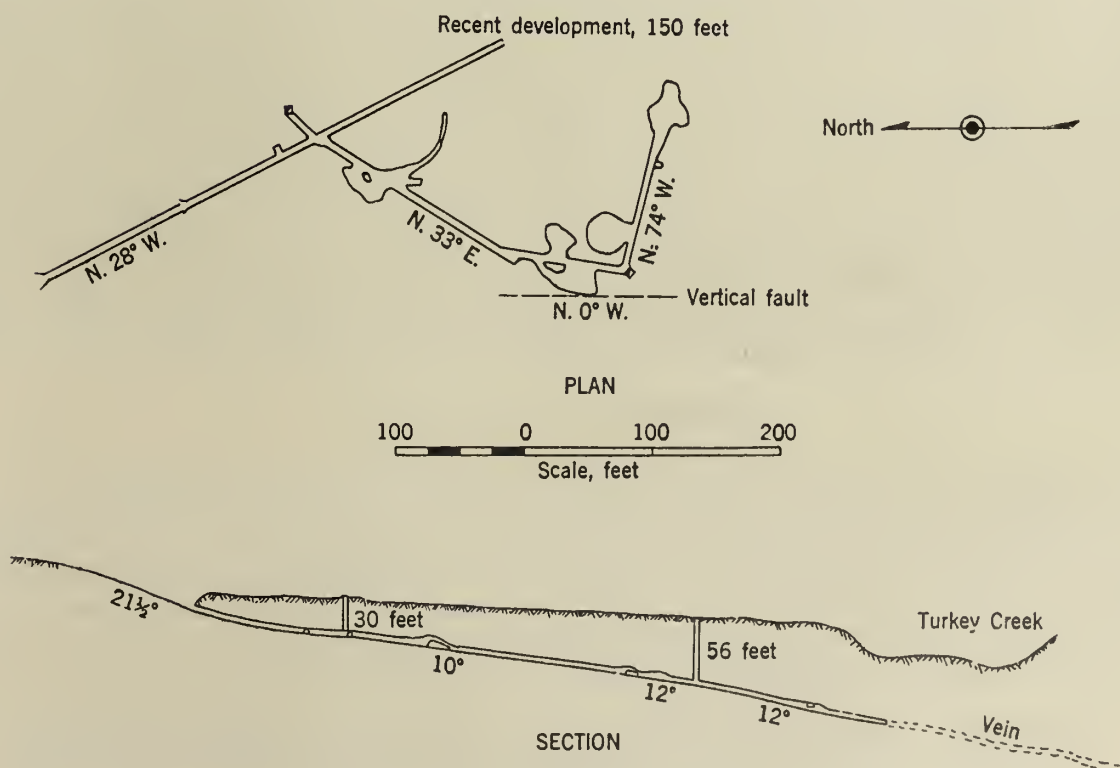 Recent development, 150 feet
North
N. 28° W.
N. 33° E.
N. 74° W.
Vertical fault
N. 0° W.
PLAN
100 0 100 200
Scale, feet
21½°
30 feet
Turkey Creek
56 feet
10°
12°
12°
Vein
SECTION